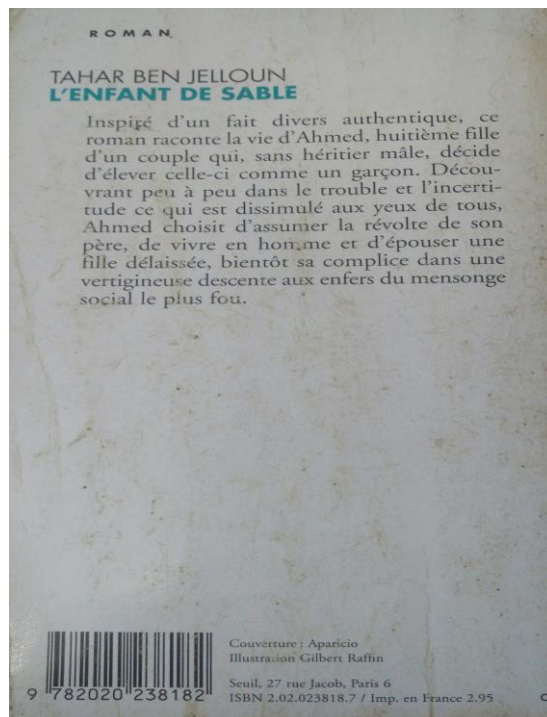 ROMAN
TAHAR BEN JELLOUN
L'ENFANT DE SABLE
Inspiré d'un fait divers authentique, ce
roman raconte la vie d'Ahmed, huitième fille
d'un couple qui, sans héritier mâle, décide
d'élever celle-ci comme un garçon. Décou-
vrant peu à peu dans le trouble et l'incerti-
tude ce qui est dissimulé aux yeux de tous,
Ahmed choisit d'assumer la révolte de son
père, de vivre en homme et d'épouser une
fille délaissée, bientôt sa complice dans une
vertigineuse descente aux enfers du mensonge
social le plus fou.
Couverture : Aparicio
Illustration Gilbert Raffin
Seuil, 27 rue Jacob, Paris 6
ISBN 2.02.023818.7 / Imp. en France 2.95
9 782020 238182